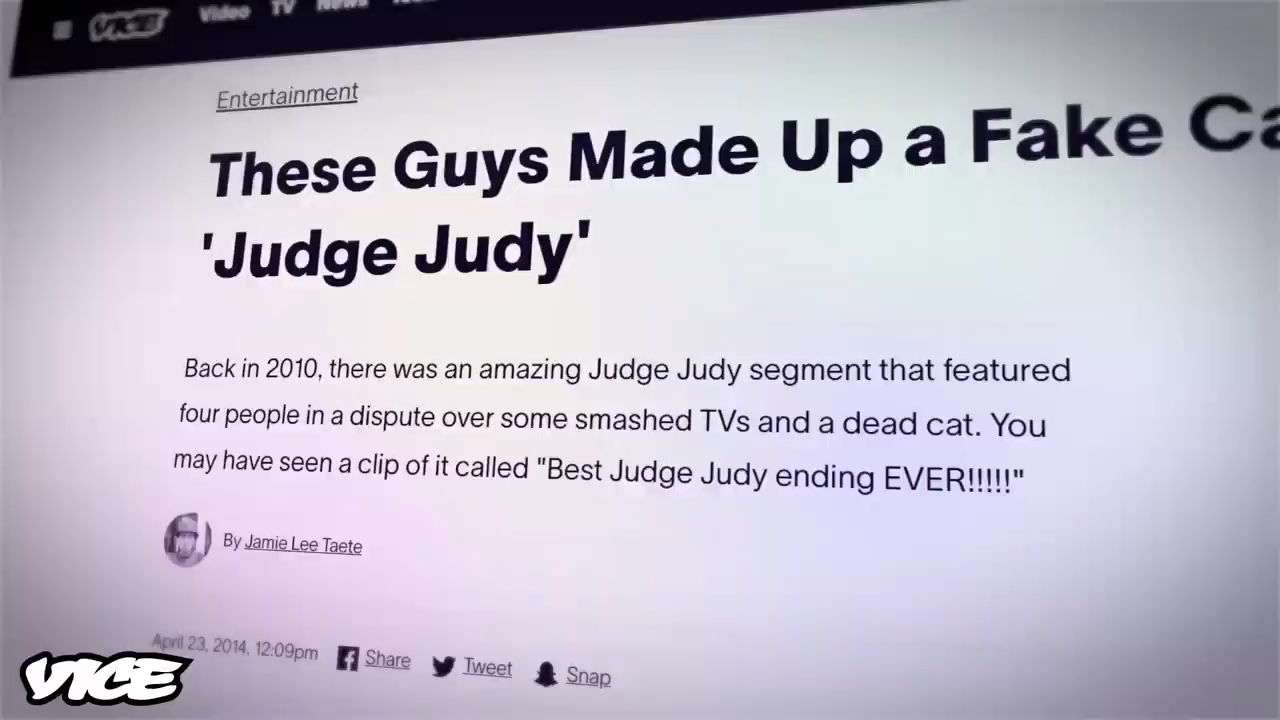 VICE Video TV News
Entertainment
These Guys Made Up a Fake
'Judge Judy'
Back in 2010, there was an amazing Judge Judy segment that featured
four people in a dispute over some smashed TVs and a dead cat. You
may have seen a clip of it called "Best Judge Judy ending EVER!!!!!"
By Jamie Lee Taete
April 23, 2014, 12:09pm Share Tweet Snap
VICE